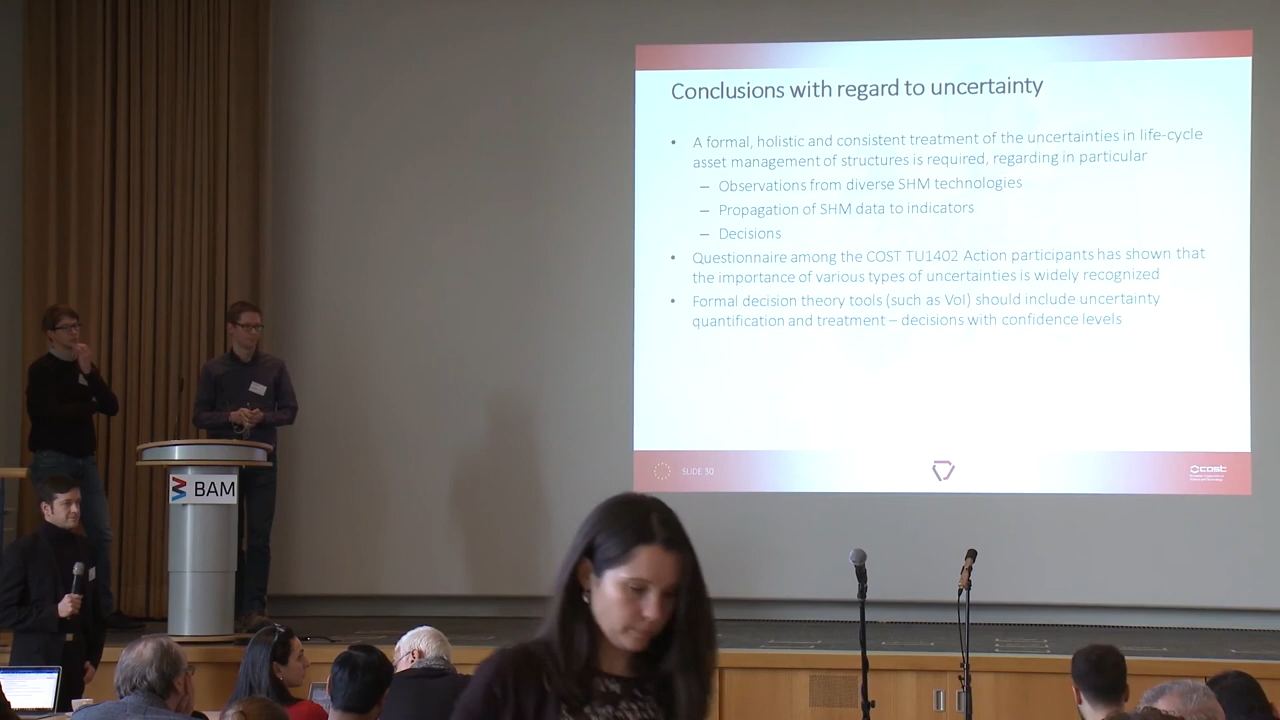 Conclusions with regard to uncertainty
• A formal, holistic and consistent treatment of the uncertainties in life-cycle
asset management of structures is required, regarding in particular
– Observations from diverse SHM technologies
– Propagation of SHM data to indicators
– Decisions
• Questionnaire among the COST TU1402 Action participants has shown that
the importance of various types of uncertainties is widely recognized
• Formal decision theory tools (such as VoI) should include uncertainty
quantification and treatment – decisions with confidence levels
SLIDE 30
cost
BAM